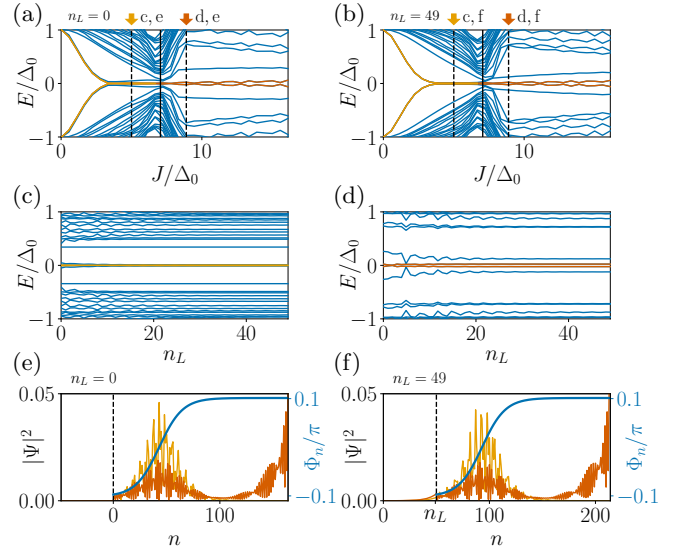 (a) n_L = 0 c, e d, e
E/Δ_0
1
0
−1
0 10
J/Δ_0
(b) n_L = 49 c, f d, f
E/Δ_0
1
0
−1
0 10
J/Δ_0
(c)
E/Δ_0
1
0
−1
0 20 40
n_L
(d)
E/Δ_0
1
0
−1
0 20 40
n_L
(e) n_L = 0
|Ψ|²
0.05
0.00
0 100
n
0.1
−0.1
Φ_n/π
(f) n_L = 49
|Ψ|²
0.05
0.00
0 n_L 100 200
n
0.1
−0.1
Φ_n/π